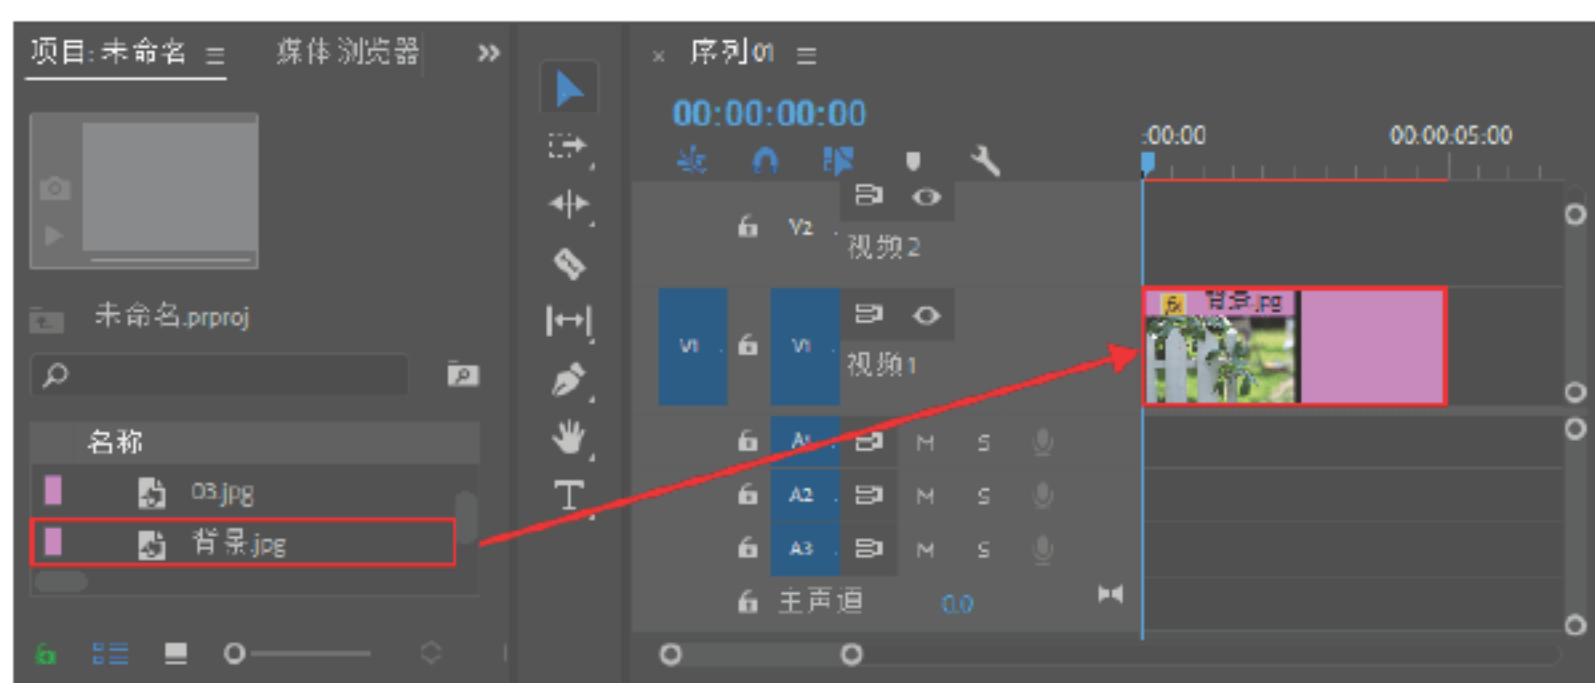 项目:未命名
媒体浏览器
未命名.prproj
名称
03.jpg
背景.jpg
T
序列01
00:00:00:00
:00:00
00:00:05:00
V2
视频2
V1
V1
视频1
fx 背景.jpg
A1 M S
A2 M S
A3 M S
主声道 0.0